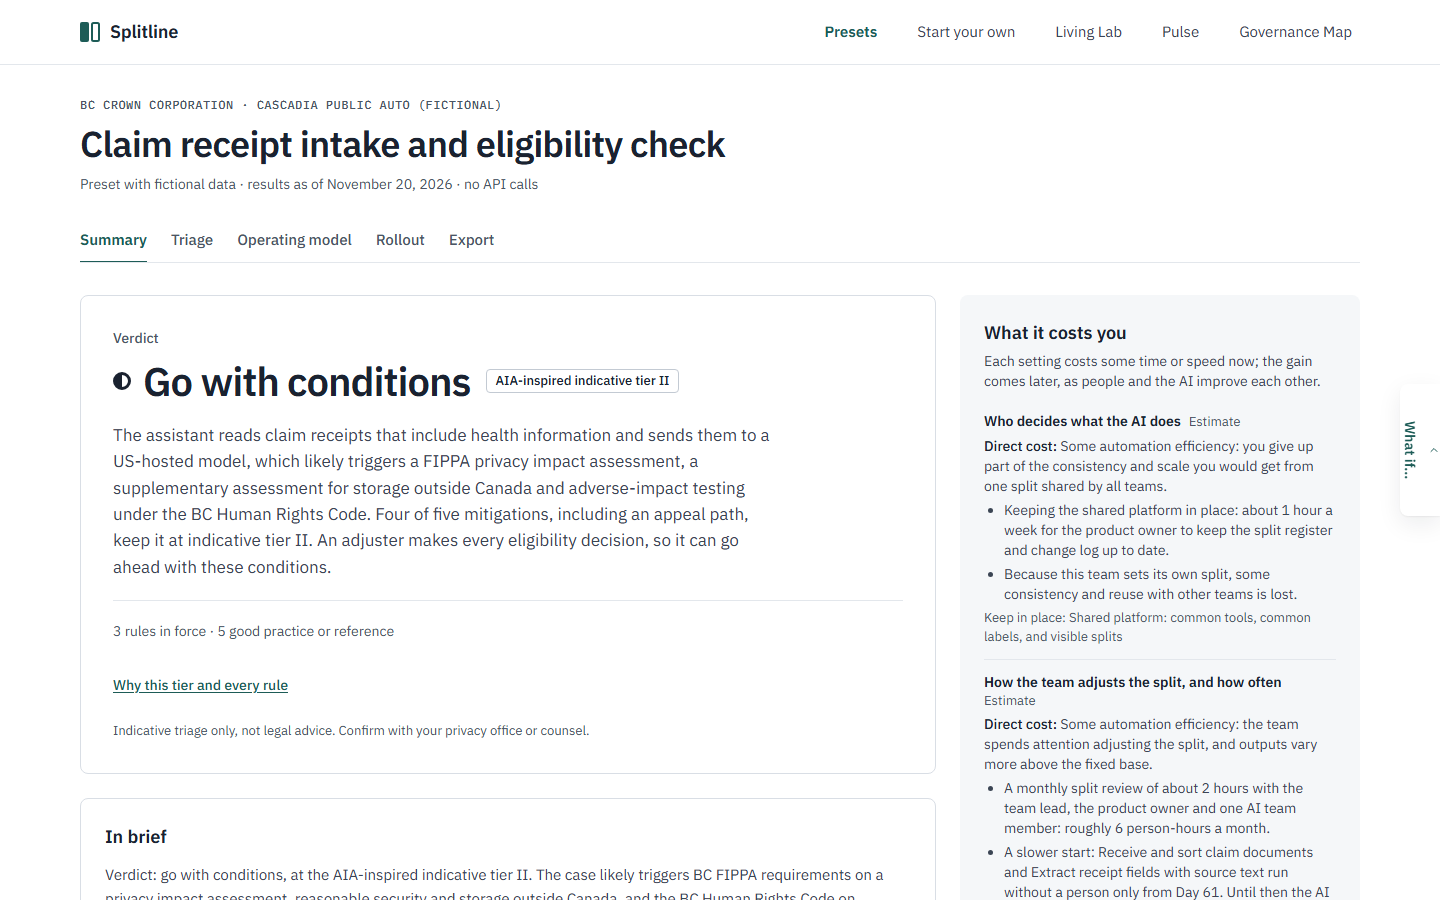 Splitline
Presets
Start your own
Living Lab
Pulse
Governance Map
BC CROWN CORPORATION · CASCADIA PUBLIC AUTO (FICTIONAL)
Claim receipt intake and eligibility check
Preset with fictional data · results as of November 20, 2026 · no API calls
Summary
Triage
Operating model
Rollout
Export
Verdict
Go with conditions
AIA-inspired indicative tier II
The assistant reads claim receipts that include health information and sends them to a
US-hosted model, which likely triggers a FIPPA privacy impact assessment, a
supplementary assessment for storage outside Canada and adverse-impact testing
under the BC Human Rights Code. Four of five mitigations, including an appeal path,
keep it at indicative tier II. An adjuster makes every eligibility decision, so it can go
ahead with these conditions.
3 rules in force · 5 good practice or reference
Why this tier and every rule
Indicative triage only, not legal advice. Confirm with your privacy office or counsel.
In brief
Verdict: go with conditions, at the AIA-inspired indicative tier II. The case likely triggers BC FIPPA requirements on a
privacy impact assessment, reasonable security and storage outside Canada, and the BC Human Rights Code on
What it costs you
Each setting costs some time or speed now; the gain
comes later, as people and the AI improve each other.
Who decides what the AI does Estimate
Direct cost: Some automation efficiency: you give up
part of the consistency and scale you would get from
one split shared by all teams.
• Keeping the shared platform in place: about 1 hour a
week for the product owner to keep the split register
and change log up to date.
• Because this team sets its own split, some
consistency and reuse with other teams is lost.
Keep in place: Shared platform: common tools, common
labels, and visible splits
How the team adjusts the split, and how often
Estimate
Direct cost: Some automation efficiency: the team
spends attention adjusting the split, and outputs vary
more above the fixed base.
• A monthly split review of about 2 hours with the
team lead, the product owner and one AI team
member: roughly 6 person-hours a month.
• A slower start: Receive and sort claim documents
and Extract receipt fields with source text run
without a person only from Day 61. Until then the AI
What if...